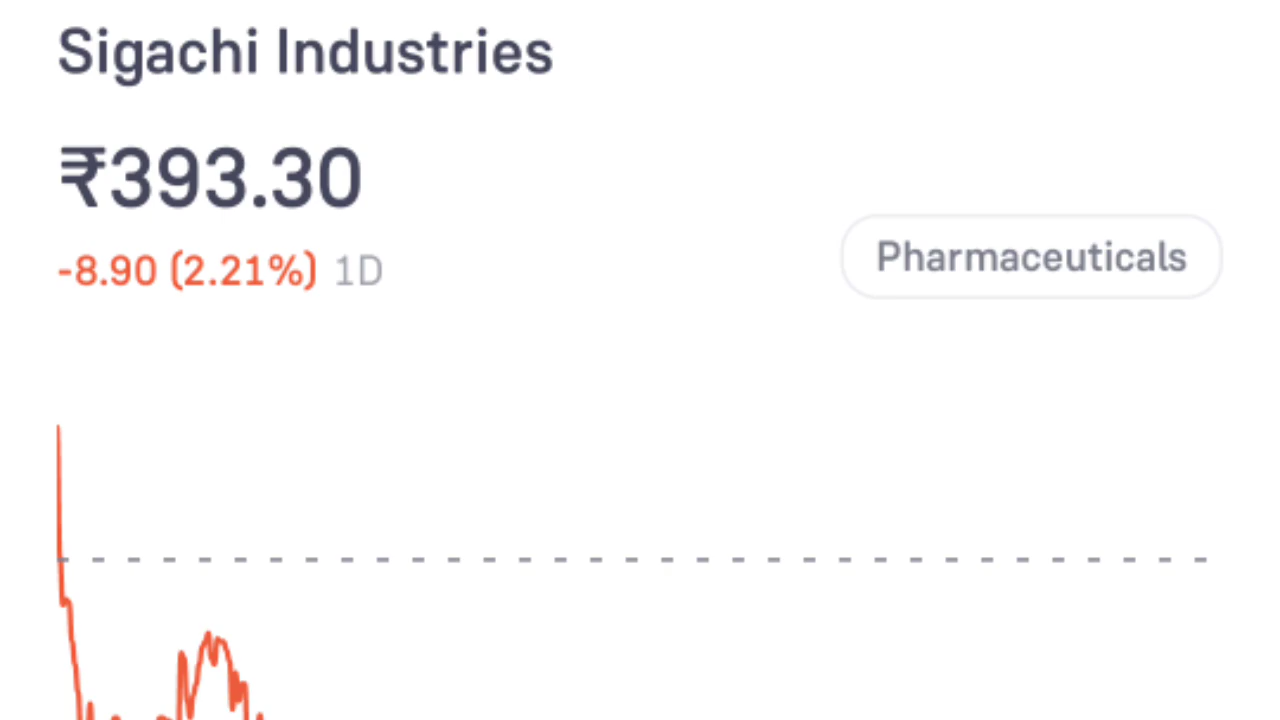 Sigachi Industries
₹393.30
-8.90 (2.21%) 1D
Pharmaceuticals